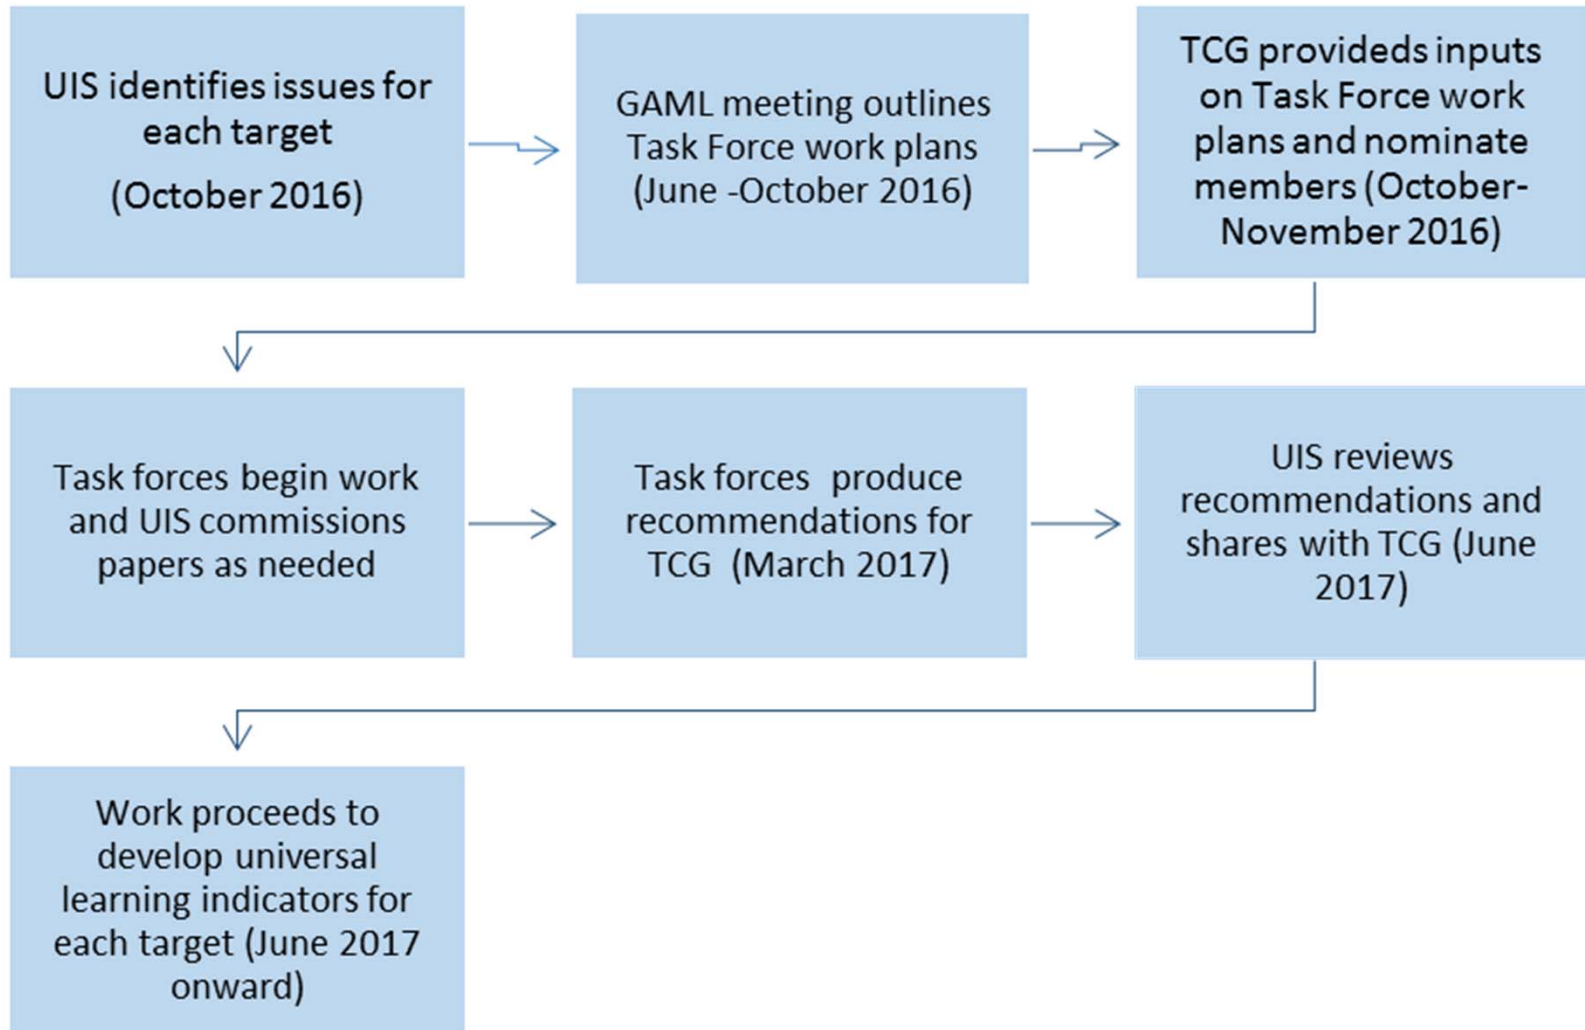 UIS identifies issues for
each target
(October 2016)
GAML meeting outlines
Task Force work plans
(June -October 2016)
TCG provideds inputs
on Task Force work
plans and nominate
members (October-
November 2016)
Task forces begin work
and UIS commissions
papers as needed
Task forces  produce
recommendations for
TCG  (March 2017)
UIS reviews
recommendations and
shares with TCG (June
2017)
Work proceeds to
develop universal
learning indicators for
each target (June 2017
onward)